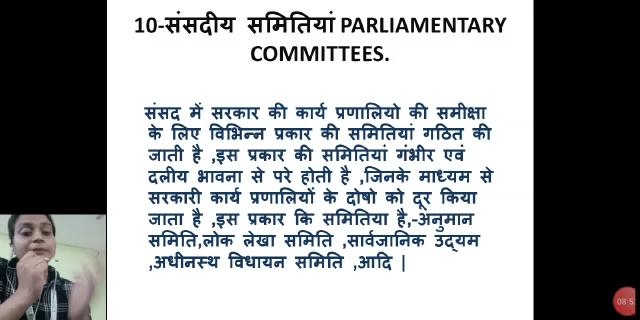 10-संसदीय समितियां PARLIAMENTARY
COMMITTEES.
संसद में सरकार की कार्य प्रणालियो की समीक्षा
के लिए विभिन्न प्रकार की समितियां गठित की
जाती है ,इस प्रकार की समितियां गंभीर एवं
दलीय भावना से परे होती है ,जिनके माध्यम से
सरकारी कार्य प्रणालियों के दोषो को दूर किया
जाता है ,इस प्रकार कि समितिया है,-अनुमान
समिति,लोक लेखा समिति ,सार्वजानिक उद्यम
,अधीनस्थ विधायन समिति ,आदि |